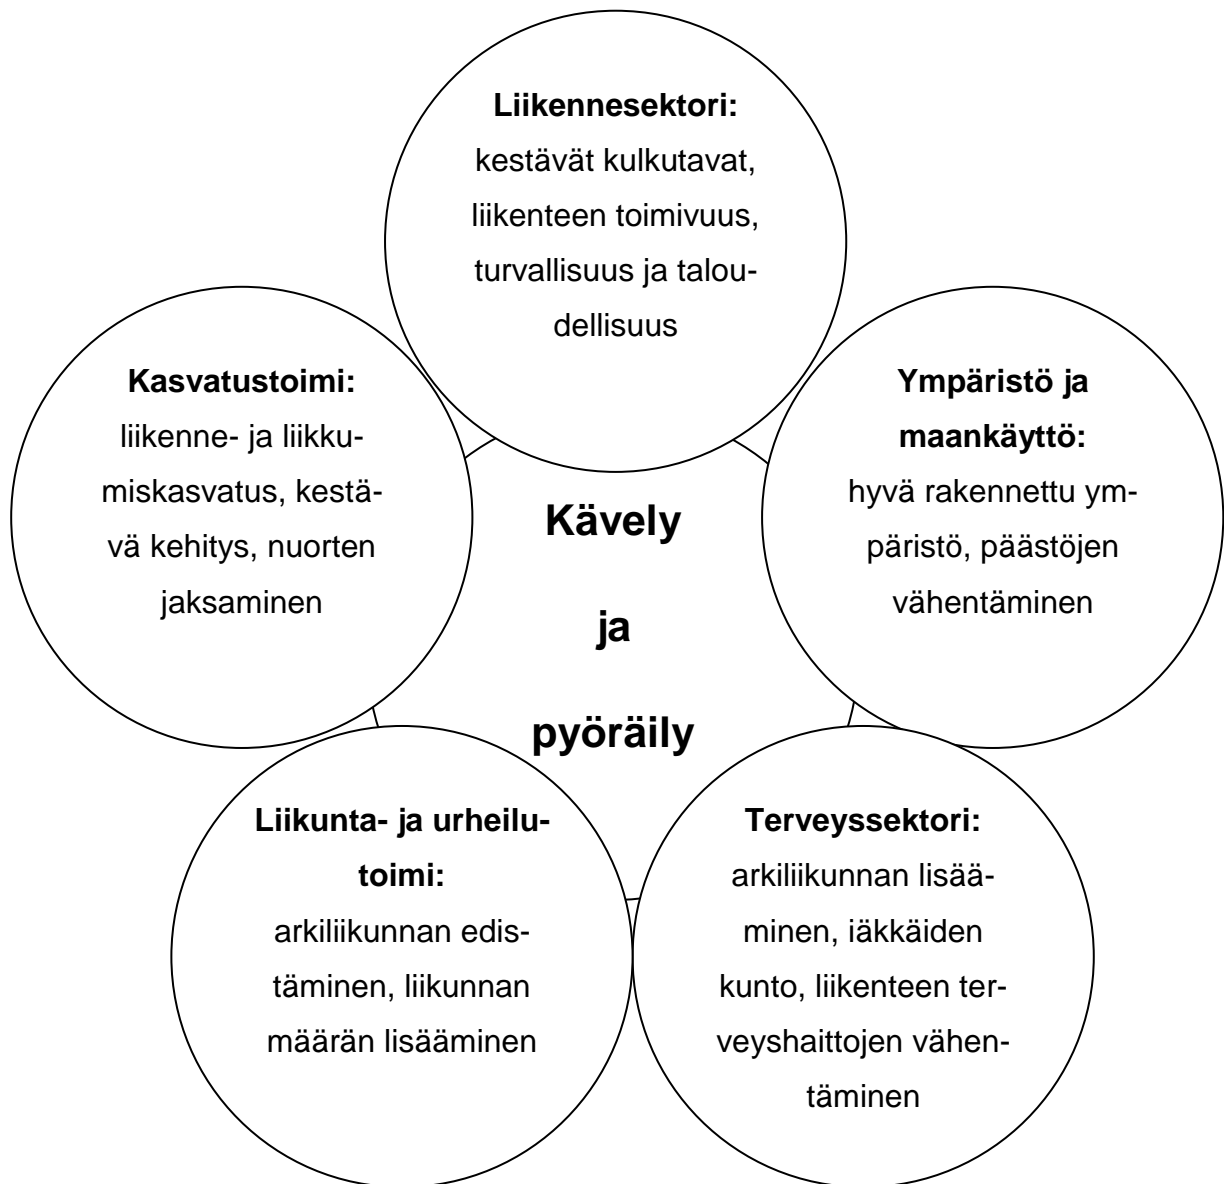 Liikennesektori:
kestävät kulkutavat,
liikenteen toimivuus,
turvallisuus ja talou-
dellisuus
Kasvatustoimi:
liikenne- ja liikku-
miskasvatus, kestä-
vä kehitys, nuorten
jaksaminen
Ympäristö ja
maankäyttö:
hyvä rakennettu ym-
päristö, päästöjen
vähentäminen
Kävely
ja
pyöräily
Liikunta- ja urheilu-
toimi:
arkiliikunnan edis-
täminen, liikunnan
määrän lisääminen
Terveyssektori:
arkiliikunnan lisää-
minen, iäkkäiden
kunto, liikenteen ter-
veyshaittojen vähen-
täminen